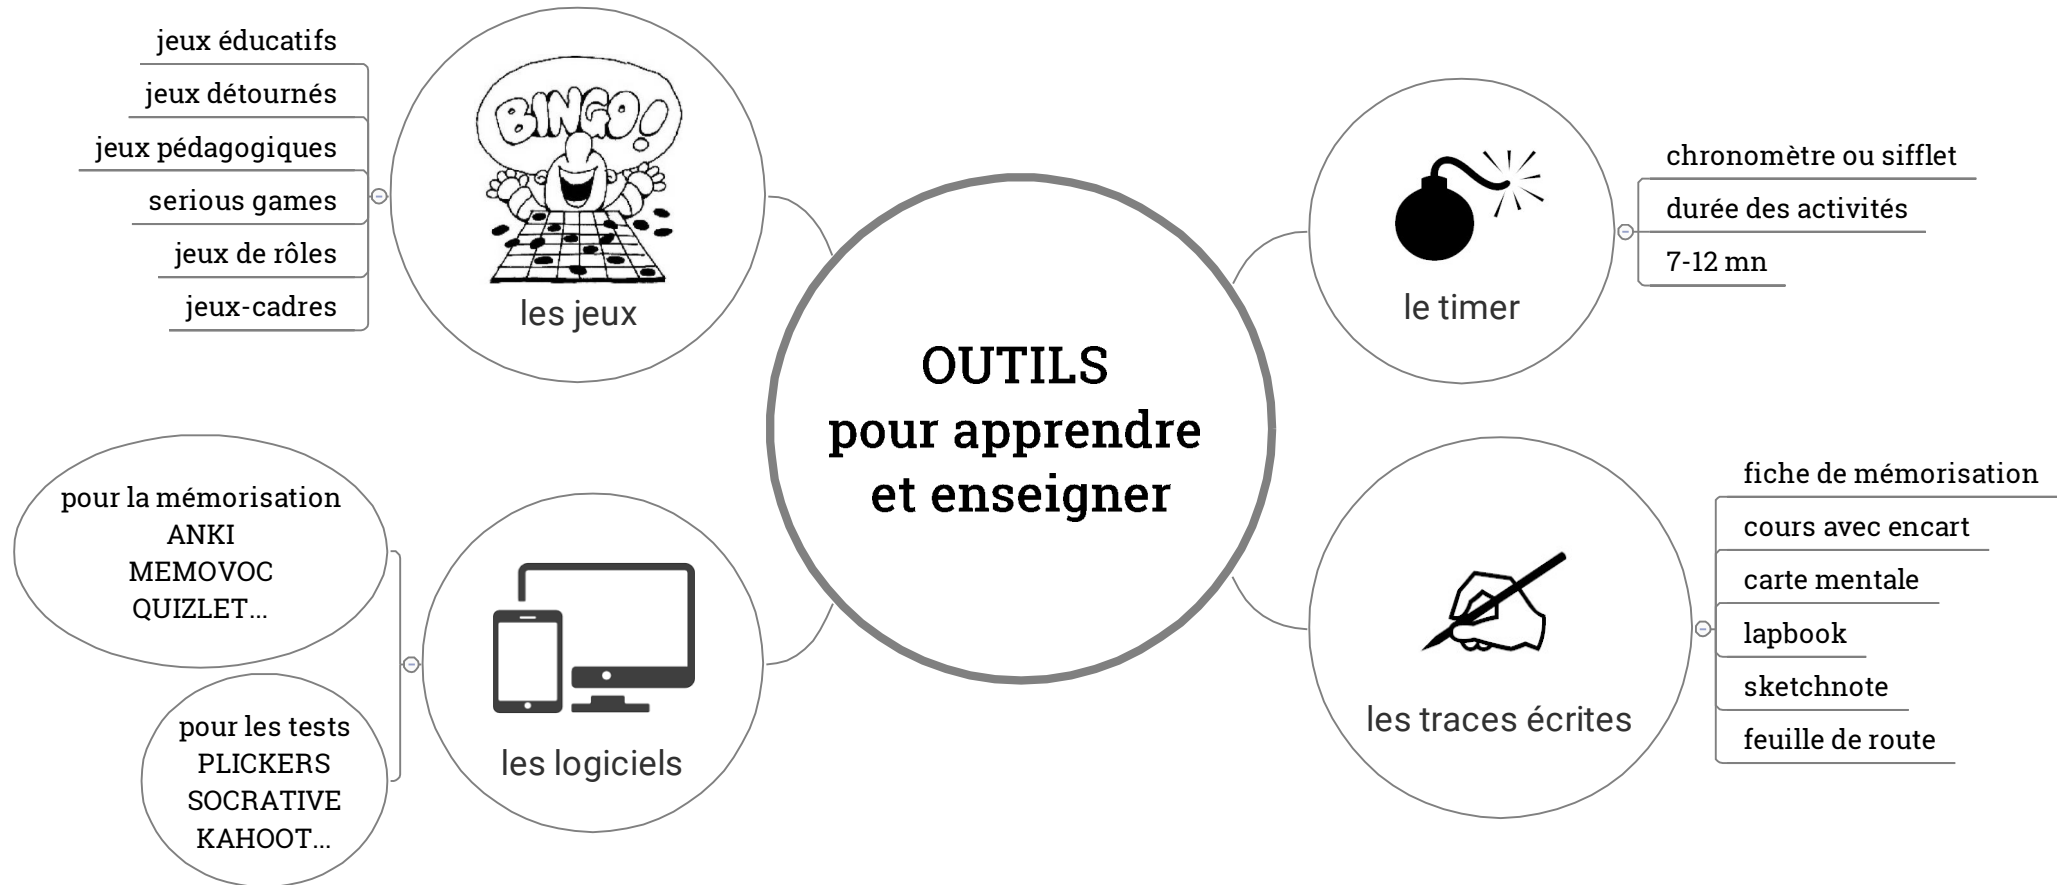 OUTILS
pour apprendre
et enseigner
BINGO!
les jeux
jeux éducatifs
jeux détournés
jeux pédagogiques
serious games
jeux de rôles
jeux-cadres
le timer
chronomètre ou sifflet
durée des activités
7-12 mn
les logiciels
pour la mémorisation
ANKI
MEMOVOC
QUIZLET...
pour les tests
PLICKERS
SOCRATIVE
KAHOOT...
les traces écrites
fiche de mémorisation
cours avec encart
carte mentale
lapbook
sketchnote
feuille de route